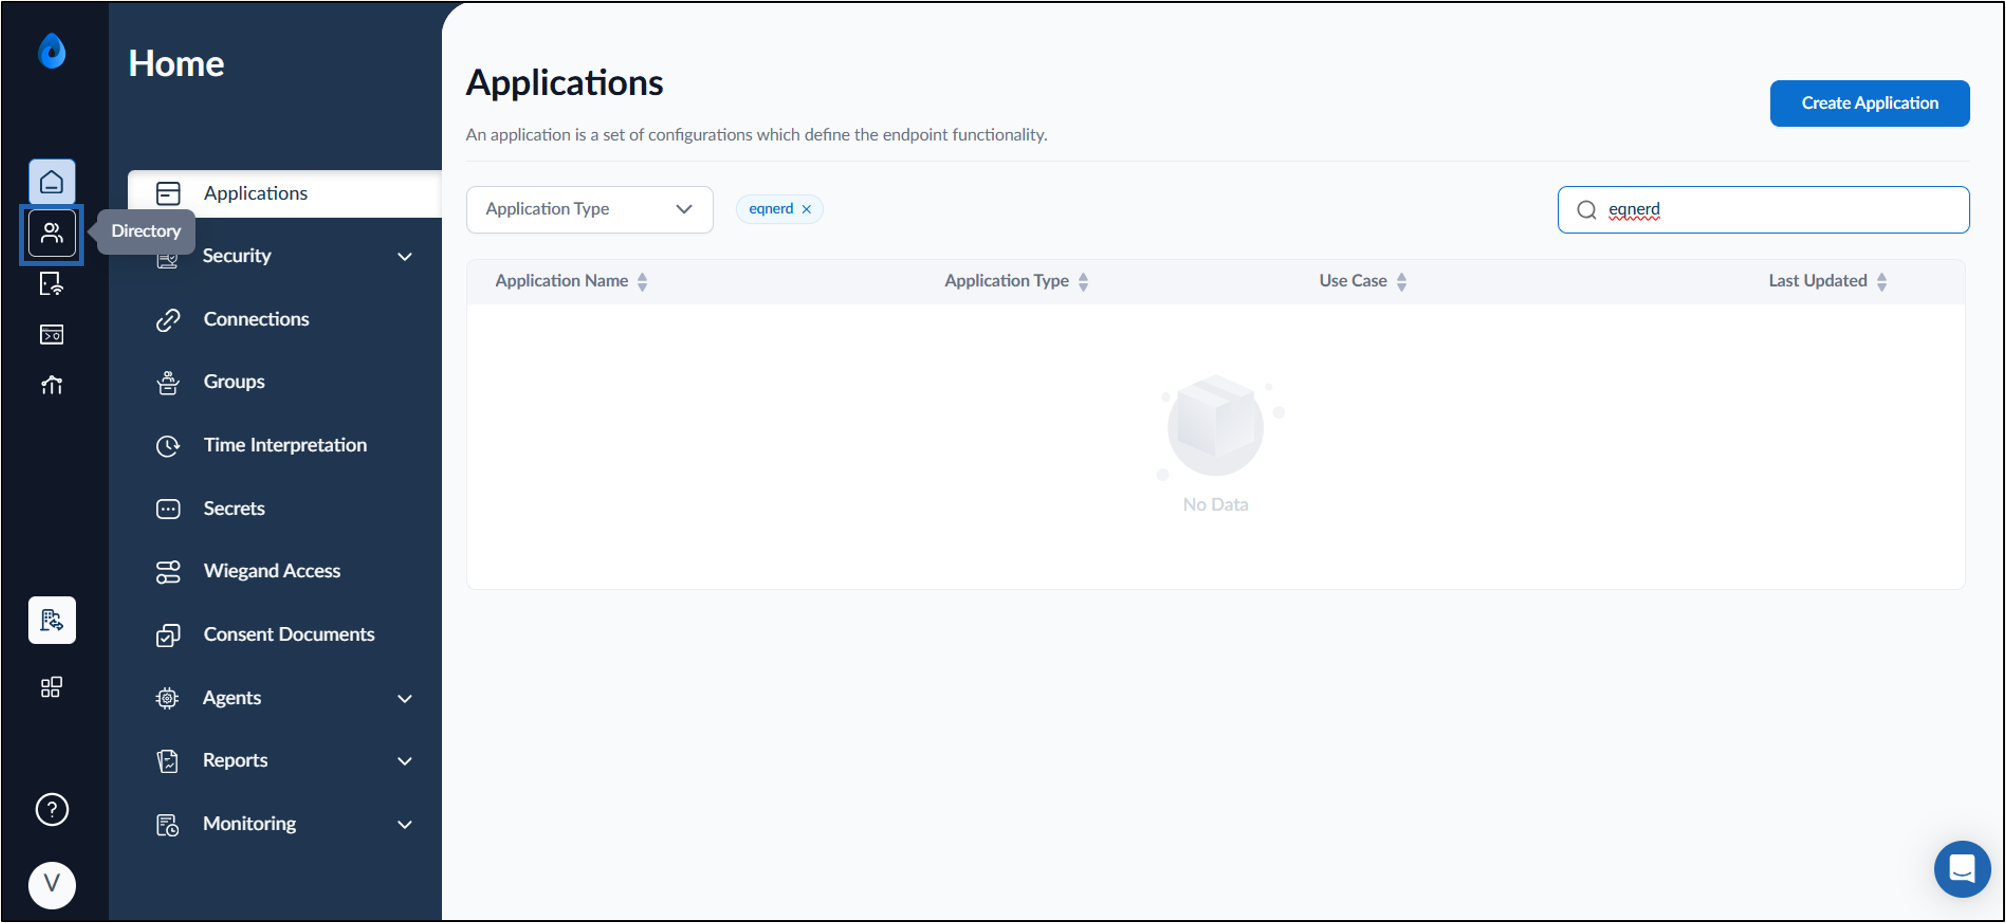 Home
Applications
Directory
Security
Connections
Groups
Time Interpretation
Secrets
Wiegand Access
Consent Documents
Agents
Reports
Monitoring
?
V
Applications
Create Application
An application is a set of configurations which define the endpoint functionality.
Application Type
eqnerd ×
eqnerd
Application Name Application Type Use Case Last Updated
No Data